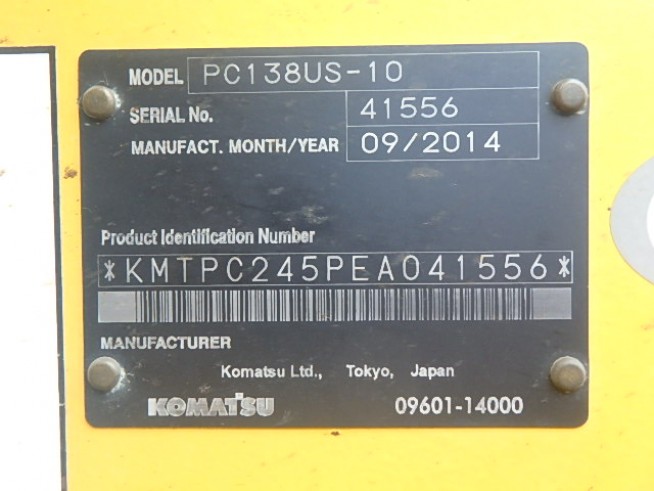 MODEL PC138US-10
SERIAL No. 41556
MANUFACT. MONTH/YEAR 09/2014
Product Identification Number
*KMTPC245PEA041556*
MANUFACTURER
Komatsu Ltd., Tokyo, Japan
KOMATSU 09601-14000